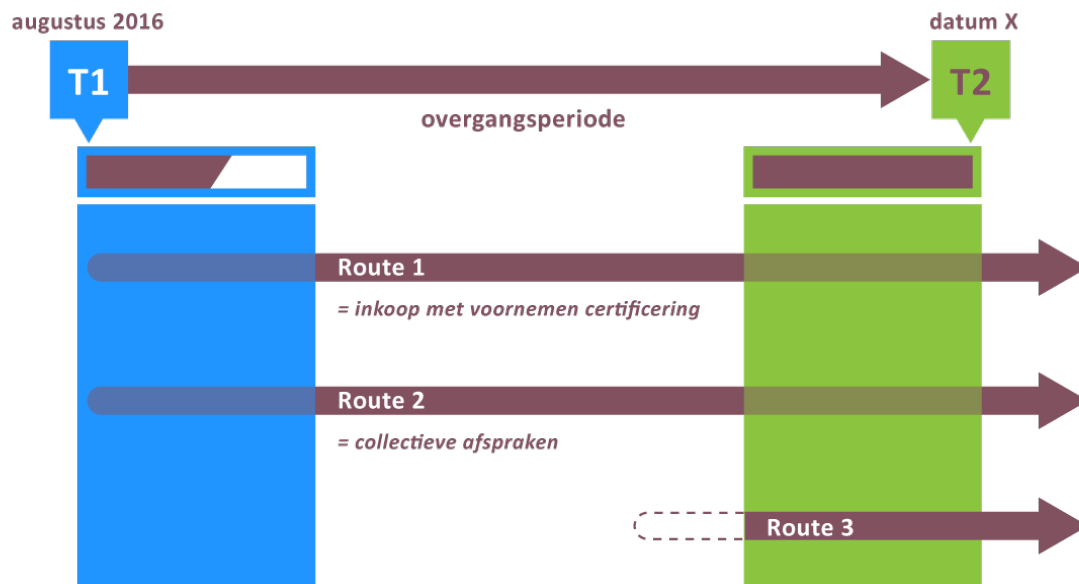 augustus 2016
datum X
T1
T2
overgangsperiode
Route 1
= inkoop met voornemen certificering
Route 2
= collectieve afspraken
Route 3